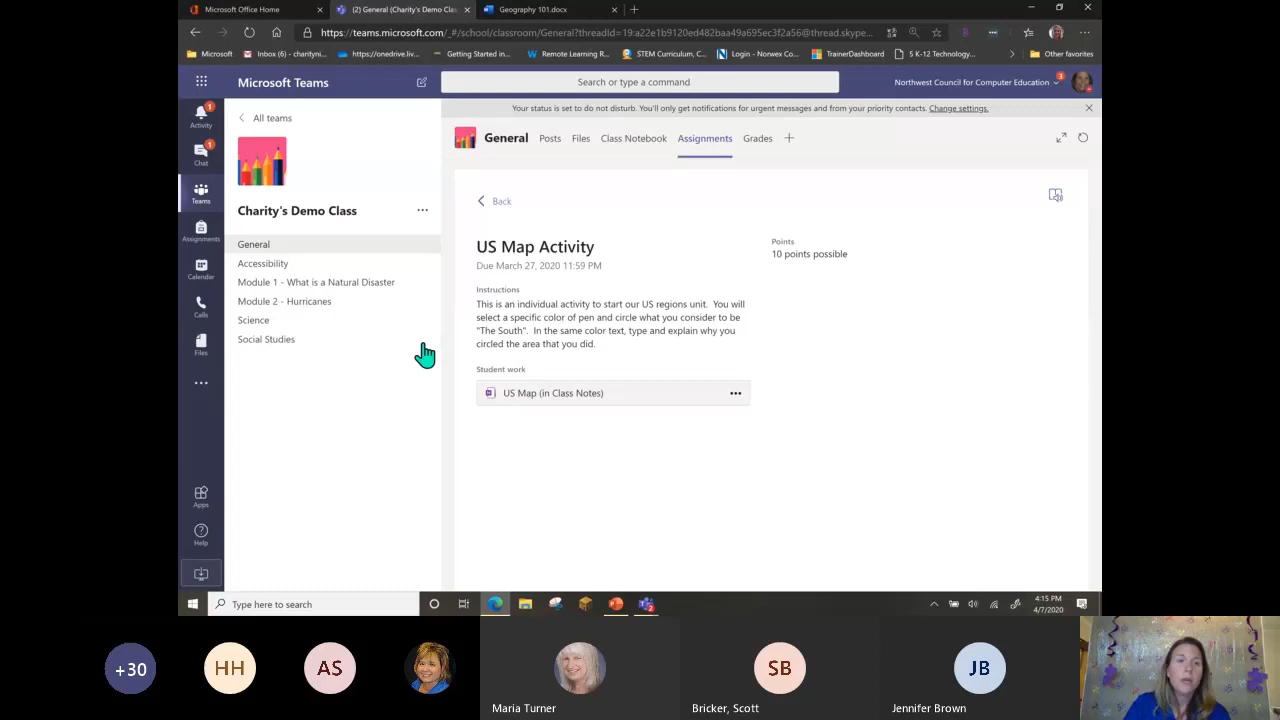 Microsoft Office Home
(2) General (Charity's Demo Clas
Geography 101.docx
https://teams.microsoft.com/_#/school/classroom/General?threadId=19:a22e1b9120ed482baa49a695ec3f2a56@thread.skype...
Microsoft
Inbox (6) - charityni...
https://onedrive.liv...
Getting Started in...
Remote Learning R...
STEM Curriculum, C...
Login - Norwex Co...
TrainerDashboard
5 K-12 Technology...
Other favorites
Microsoft Teams
Search or type a command
Northwest Council for Computer Education
3
Your status is set to do not disturb. You'll only get notifications for urgent messages and from your priority contacts. Change settings.
1
Activity
1
Chat
Teams
Assignments
Calendar
Calls
Files
Apps
Help
All teams
Charity's Demo Class
General
Accessibility
Module 1 - What is a Natural Disaster
Module 2 - Hurricanes
Science
Social Studies
General
Posts
Files
Class Notebook
Assignments
Grades
Back
US Map Activity
Due March 27, 2020 11:59 PM
Points
10 points possible
Instructions
This is an individual activity to start our US regions unit. You will
select a specific color of pen and circle what you consider to be
"The South". In the same color text, type and explain why you
circled the area that you did.
Student work
US Map (in Class Notes)
Type here to search
4:15 PM
4/7/2020
+30
HH
AS
SB
JB
Maria Turner
Bricker, Scott
Jennifer Brown